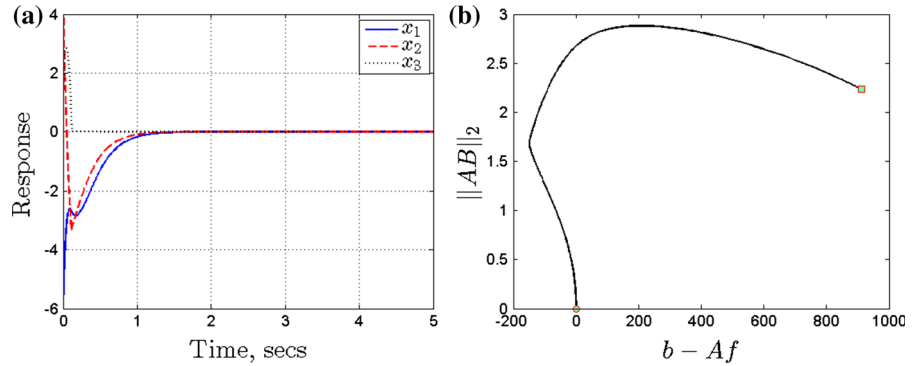 (a)
4
2
0
-2
-4
-6
Response
0
1
2
3
4
5
Time, secs
x₁
x₂
x₃
(b)
3
2.5
2
1.5
1
0.5
0
||AB||₂
-200
0
200
400
600
800
1000
b − Af